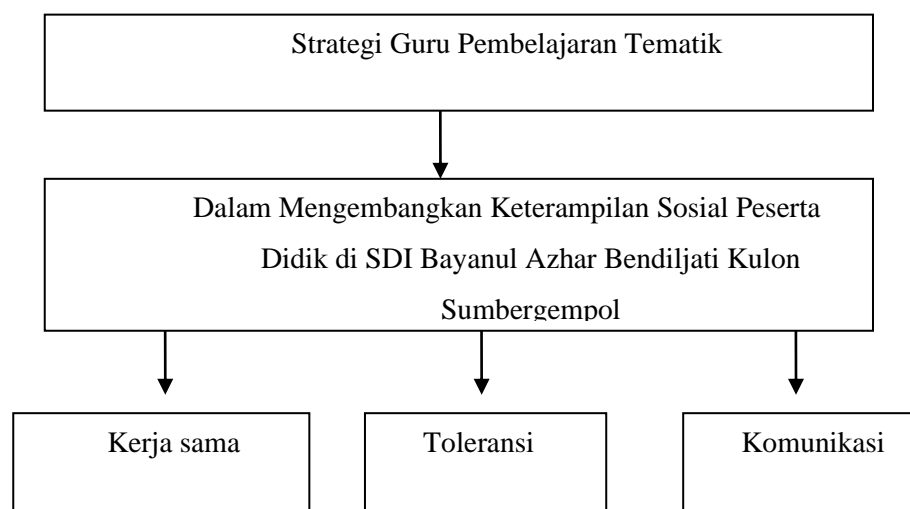 Strategi Guru Pembelajaran Tematik
Dalam Mengembangkan Keterampilan Sosial Peserta
Didik di SDI Bayanul Azhar Bendiljati Kulon
Sumbergempol
Kerja sama
Toleransi
Komunikasi